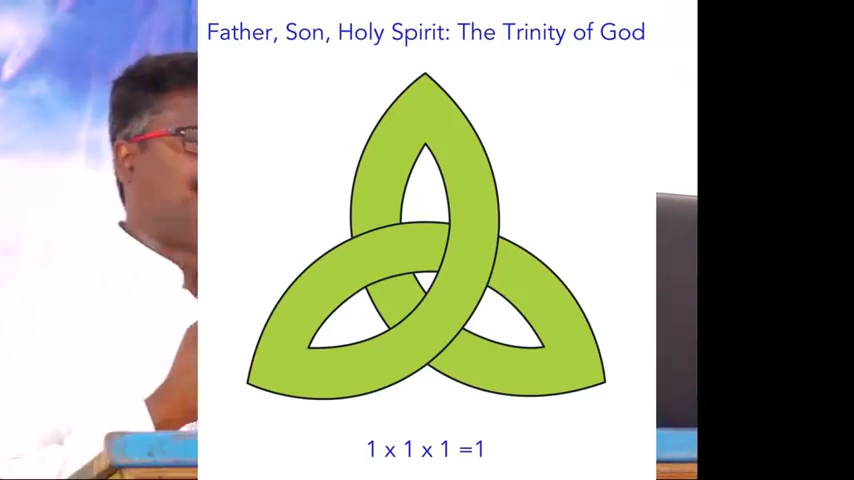 Father, Son, Holy Spirit: The Trinity of God
1 x 1 x 1 =1